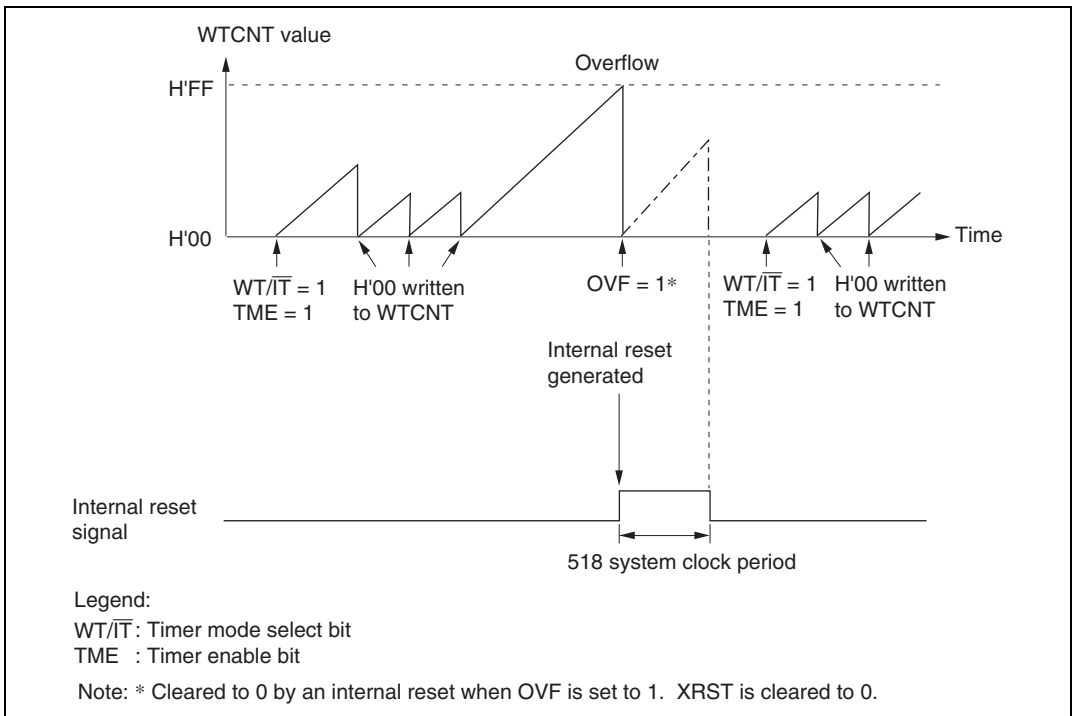 WTCNT value
Overflow
H'FF
H'00
Time
WT/I̅T̅ = 1
TME = 1
H'00 written
to WTCNT
OVF = 1*
WT/I̅T̅ = 1
TME = 1
H'00 written
to WTCNT
Internal reset
generated
Internal reset
signal
518 system clock period
Legend:
WT/I̅T̅ : Timer mode select bit
TME : Timer enable bit
Note: * Cleared to 0 by an internal reset when OVF is set to 1. XRST is cleared to 0.